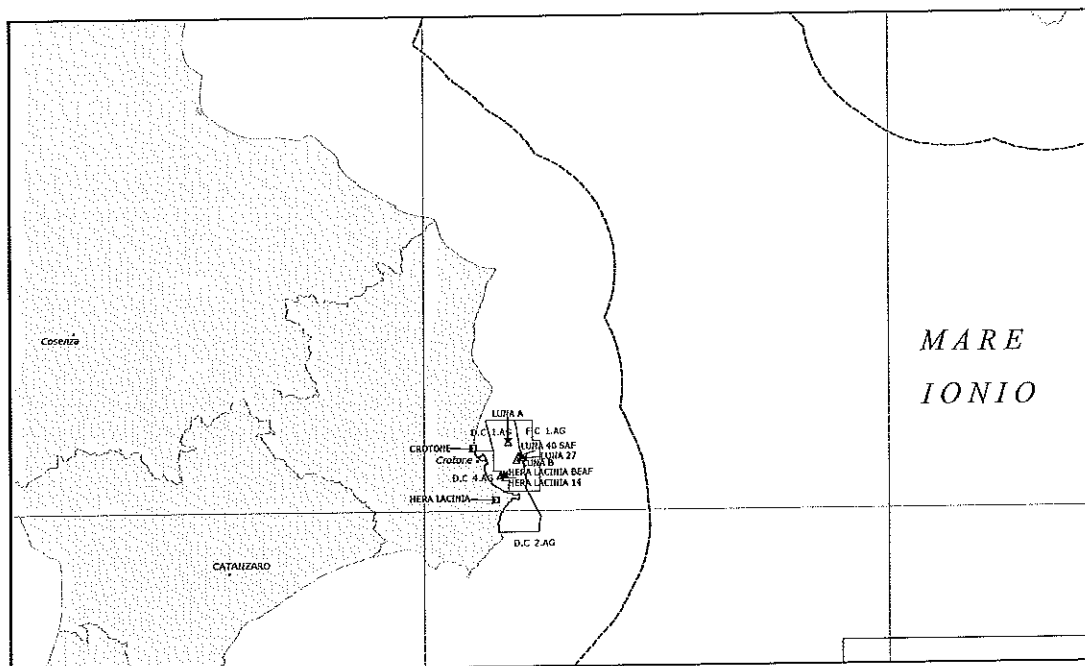 MARE
IONIO
Cosenza
LUNA A
D.C 1.AG
F.C 1.AG
CROTONE
LUNA 40 SAF
Crotone
LUNA 27
LUNA B
HERA LACINIA BEAF
D.C 4.AG
HERA LACINIA 14
HERA LACINIA
D.C 2.AG
CATANZARO